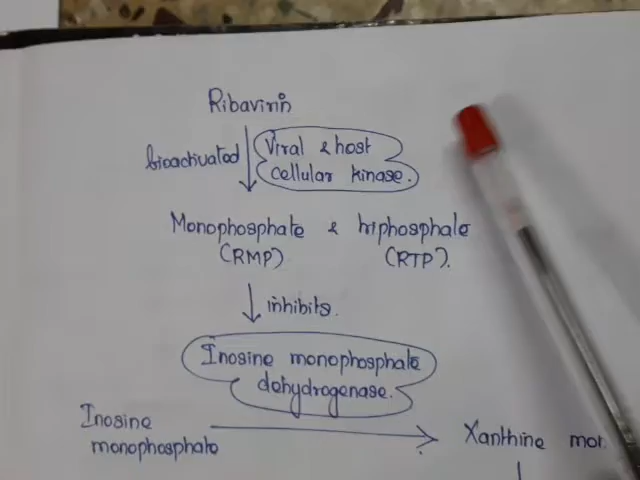 Ribavirin
bioactivated
Viral & host
cellular kinase.
Monophosphate & triphosphate
(RMP) (RTP).
inhibits.
Inosine monophosphate
dehydrogenase.
Inosine
monophosphate
Xanthine